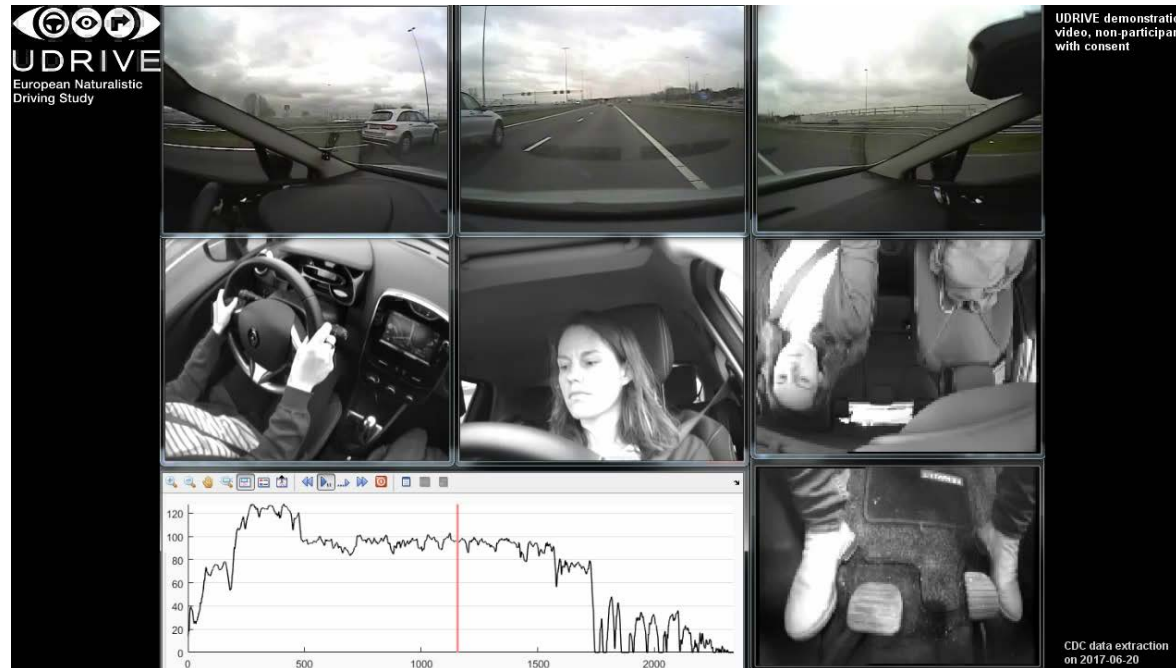 UDRIVE
European Naturalistic
Driving Study
UDRIVE demonstratio
video, non-participan
with consent
RENAULT
120
100
80
60
40
20
0
0
500
1000
1500
2000
CDC data extraction
on 2017-06-20